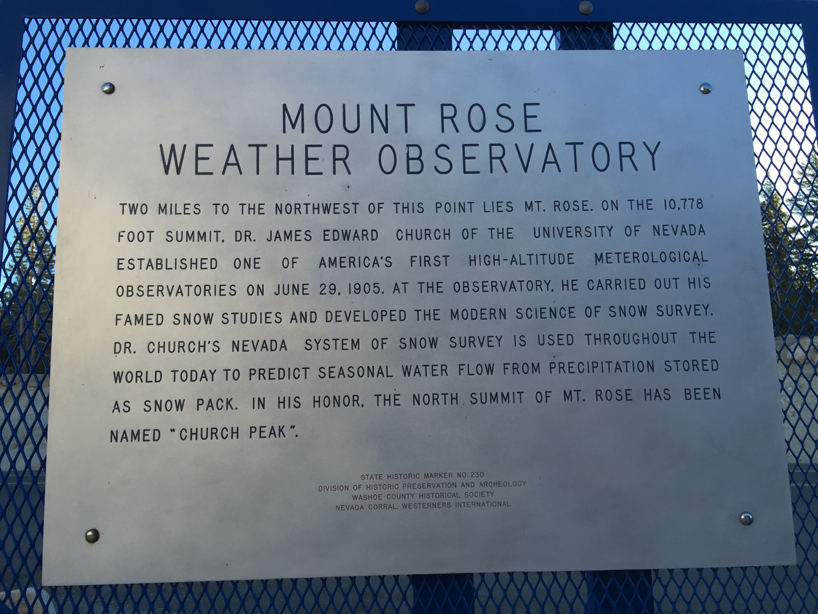 MOUNT ROSE
WEATHER OBSERVATORY
TWO MILES TO THE NORTHWEST OF THIS POINT LIES MT. ROSE. ON THE 10,778
FOOT SUMMIT, DR. JAMES EDWARD CHURCH OF THE UNIVERSITY OF NEVADA
ESTABLISHED ONE OF AMERICA'S FIRST HIGH-ALTITUDE METEROLOGICAL
OBSERVATORIES ON JUNE 29, 1905. AT THE OBSERVATORY, HE CARRIED OUT HIS
FAMED SNOW STUDIES AND DEVELOPED THE MODERN SCIENCE OF SNOW SURVEY.
DR. CHURCH'S NEVADA SYSTEM OF SNOW SURVEY IS USED THROUGHOUT THE
WORLD TODAY TO PREDICT SEASONAL WATER FLOW FROM PRECIPITATION STORED
AS SNOW PACK. IN HIS HONOR, THE NORTH SUMMIT OF MT. ROSE HAS BEEN
NAMED "CHURCH PEAK".
STATE HISTORIC MARKER NO. 230
DIVISION OF HISTORIC PRESERVATION AND ARCHEOLOGY
WASHOE COUNTY HISTORICAL SOCIETY
NEVADA CORRAL, WESTERNERS INTERNATIONAL